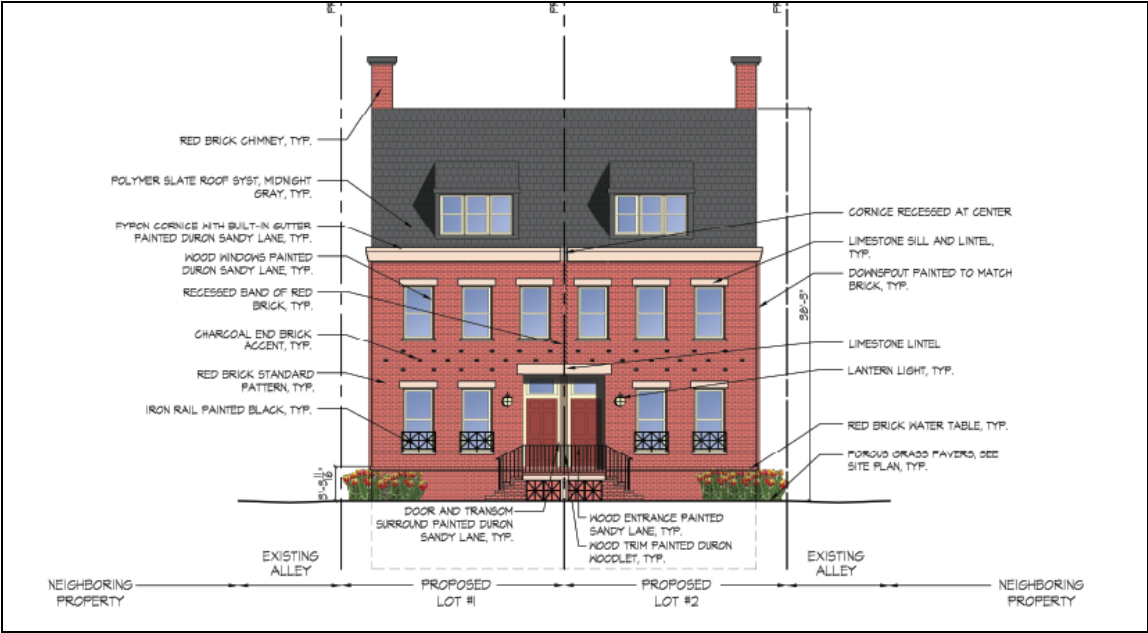 RED BRICK CHIMNEY, TYP.
POLYMER SLATE ROOF SYST, MIDNIGHT
GRAY, TYP.
FYPON CORNICE WITH BUILT-IN GUTTER
PAINTED DURON SANDY LANE, TYP.
WOOD WINDOWS PAINTED
DURON SANDY LANE, TYP.
RECESSED BAND OF RED
BRICK, TYP.
CHARCOAL END BRICK
ACCENT, TYP.
RED BRICK STANDARD
PATTERN, TYP.
IRON RAIL PAINTED BLACK, TYP.
CORNICE RECESSED AT CENTER
LIMESTONE SILL AND LINTEL,
TYP.
DOWNSPOUT PAINTED TO MATCH
BRICK, TYP.
38'-3"
LIMESTONE LINTEL
LANTERN LIGHT, TYP.
RED BRICK WATER TABLE, TYP.
POROUS GRASS PAVERS, SEE
SITE PLAN, TYP.
3'-3 11/16"
DOOR AND TRANSOM
SURROUND PAINTED DURON
SANDY LANE, TYP.
WOOD ENTRANCE PAINTED
SANDY LANE, TYP.
WOOD TRIM PAINTED DURON
WOODLET, TYP.
NEIGHBORING
PROPERTY
EXISTING
ALLEY
PROPOSED
LOT #1
PROPOSED
LOT #2
EXISTING
ALLEY
NEIGHBORING
PROPERTY